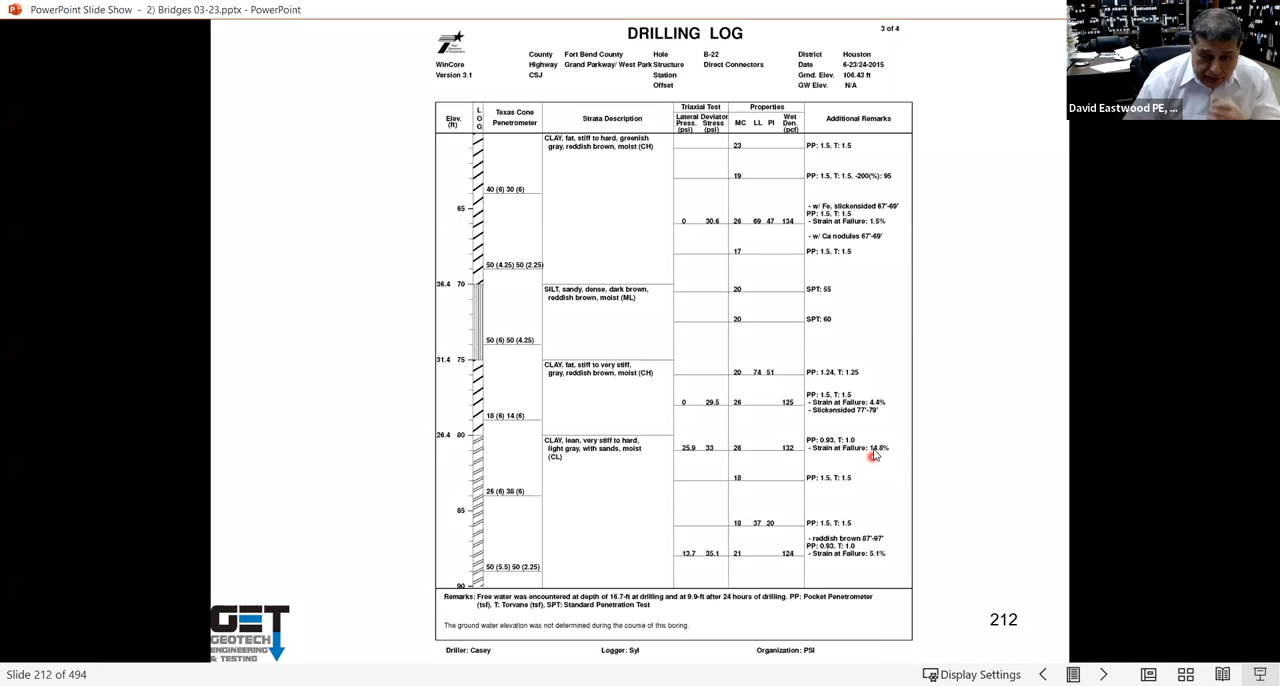 PowerPoint Slide Show - 2) Bridges 03-23.pptx - PowerPoint
David Eastwood PE, ...
DRILLING LOG
3 of 4
WinCore
Version 3.1
County Fort Bend County
Highway Grand Parkway/ West Park
CSJ
Hole B-22
Structure Direct Connectors
Station
Offset
District Houston
Date 6-23/24-2015
Grnd. Elev. 106.43 ft
GW Elev. N/A
Elev. (ft)
LOG
Texas Cone Penetrometer
Strata Description
Triaxial Test
Lateral Press. (psi)
Deviator Stress (psi)
Properties
MC LL PI
Wet Den. (pcf)
Additional Remarks
CLAY, fat, stiff to hard, greenish
gray, reddish brown, moist (CH)
23 PP: 1.5, T: 1.5
19 PP: 1.5, T: 1.5, -200(%): 95
40 (6) 30 (6)
65
- w/ Fe, slickensided 67'-69'
PP: 1.5, T: 1.5
0 30.6 26 69 47 134 - Strain at Failure: 1.5%
- w/ Ca nodules 67'-69'
17 PP: 1.5, T: 1.5
50 (4.25) 50 (2.25)
36.4 70
SILT, sandy, dense, dark brown,
reddish brown, moist (ML)
20 SPT: 55
20 SPT: 60
50 (6) 50 (4.25)
31.4 75
CLAY, fat, stiff to very stiff,
gray, reddish brown, moist (CH)
20 74 51 PP: 1.24, T: 1.25
PP: 1.5, T: 1.5
0 29.5 26 125 - Strain at Failure: 4.4%
- Slickensided 77'-79'
18 (6) 14 (6)
26.4 80
CLAY, lean, very stiff to hard,
light gray, with sands, moist
(CL)
PP: 0.93, T: 1.0
25.9 33 26 132 - Strain at Failure: 14.8%
18 PP: 1.5, T: 1.5
26 (6) 38 (6)
85
18 37 20 PP: 1.5, T: 1.5
- reddish brown 87'-97'
PP: 0.93, T: 1.0
13.7 35.1 21 124 - Strain at Failure: 5.1%
50 (5.5) 50 (2.25)
90
Remarks: Free water was encountered at depth of 16.7-ft at drilling and at 9.9-ft after 24 hours of drilling. PP: Pocket Penetrometer
(tsf), T: Torvane (tsf), SPT: Standard Penetration Test
The ground water elevation was not determined during the course of this boring.
Driller: Casey
Logger: Syl
Organization: PSI
GET
GEOTECH
ENGINEERING
& TESTING
212
Slide 212 of 494
Display Settings